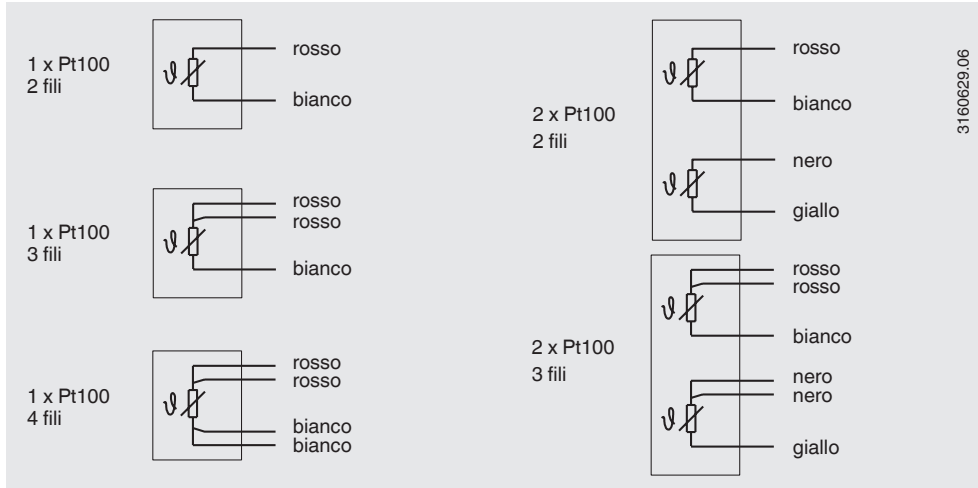 1 x Pt100
2 fili
rosso
bianco
1 x Pt100
3 fili
rosso
rosso
bianco
1 x Pt100
4 fili
rosso
rosso
bianco
bianco
2 x Pt100
2 fili
rosso
bianco
nero
giallo
2 x Pt100
3 fili
rosso
rosso
bianco
nero
nero
giallo
3160629.06
ϑ
ϑ
ϑ
ϑ
ϑ
ϑ
ϑ